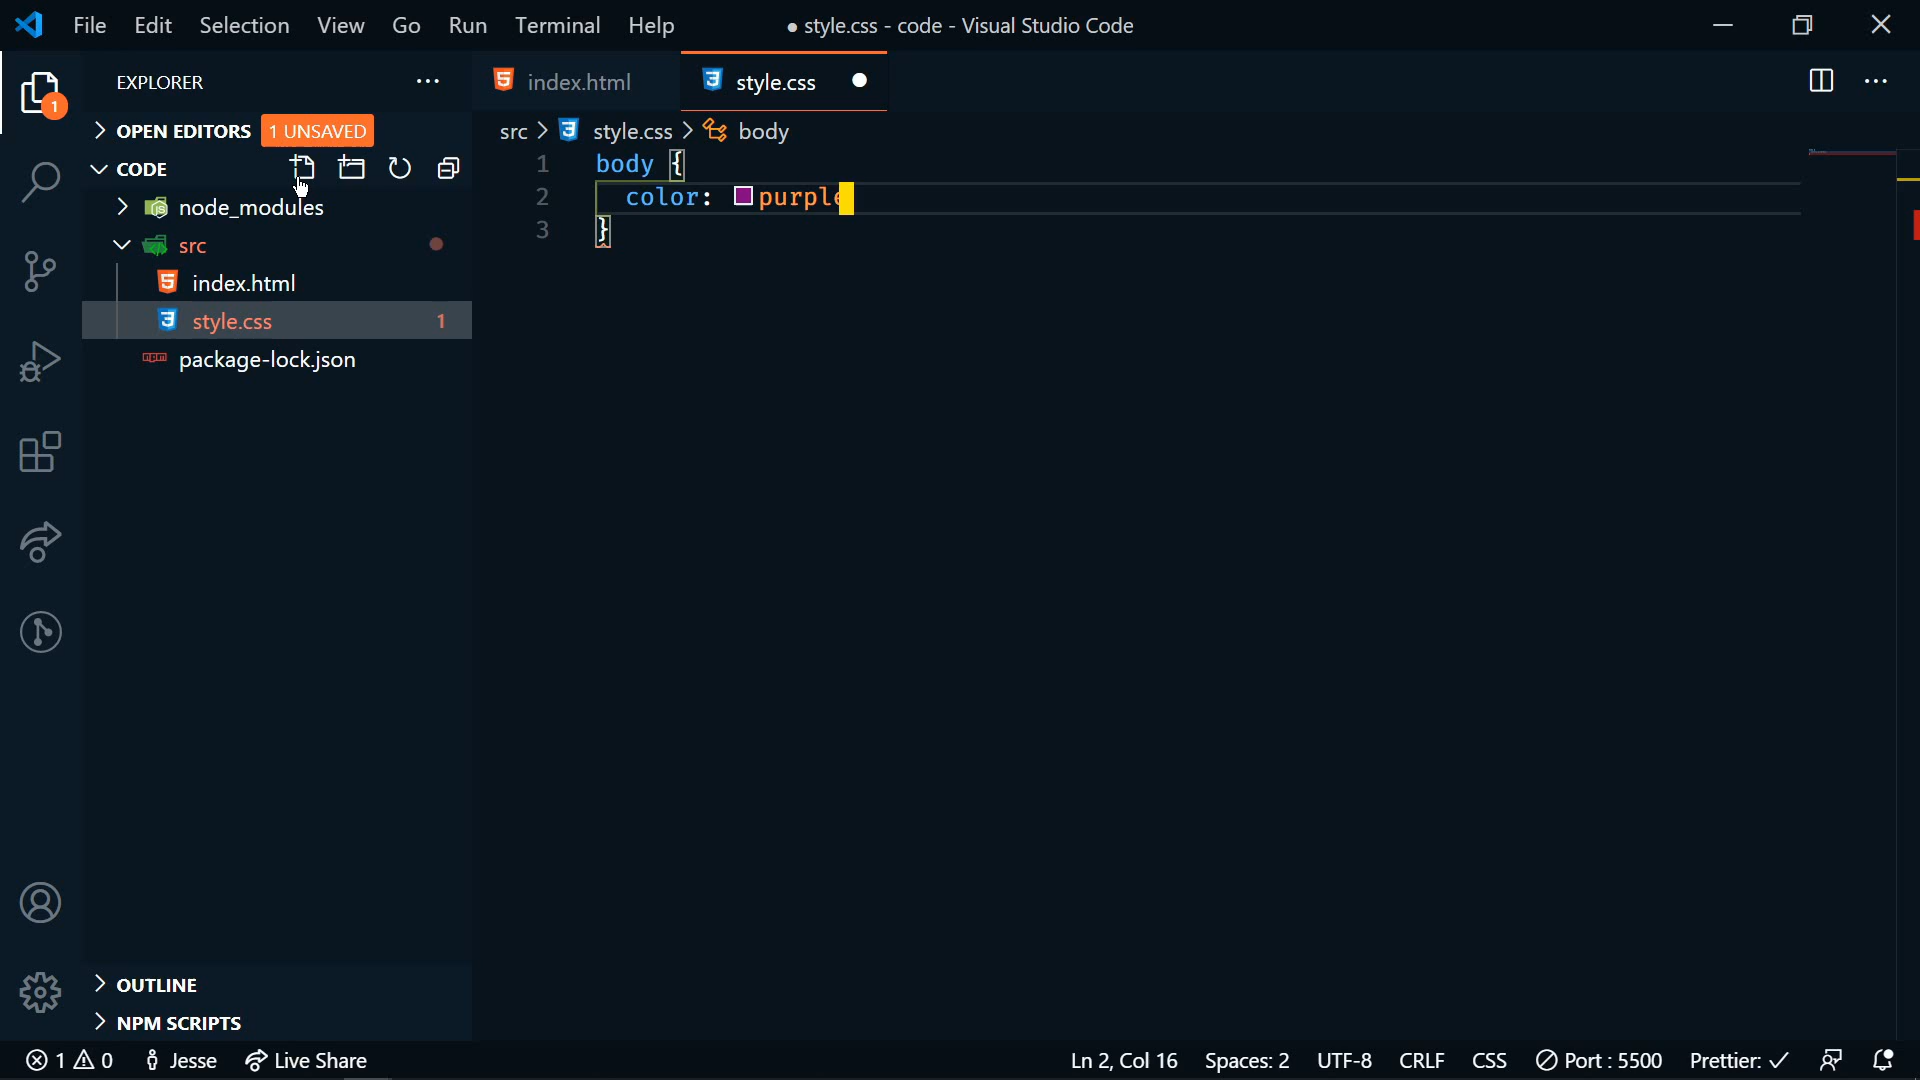 File Edit Selection View Go Run Terminal Help ● style.css - code - Visual Studio Code
EXPLORER ···
index.html
style.css ●
1
OPEN EDITORS 1 UNSAVED
src > style.css > body
CODE
node_modules
src
index.html
style.css 1
package-lock.json
1 body {
2 color: purple
3 }
OUTLINE
NPM SCRIPTS
1 0 Jesse Live Share Ln 2, Col 16 Spaces: 2 UTF-8 CRLF CSS Port : 5500 Prettier: ✓